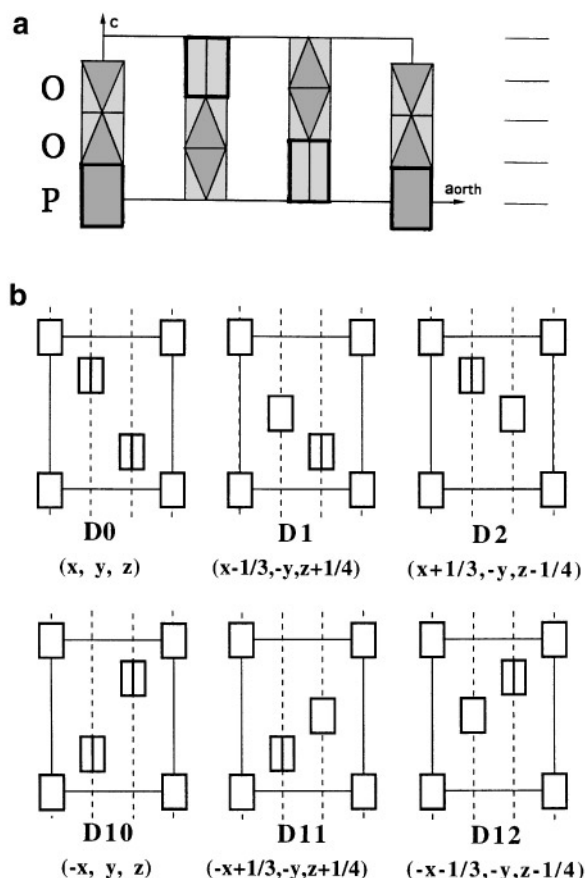 a
c
O
O
P
aorth
b
D0 D1 D2
(x, y, z) (x-1/3,-y,z+1/4) (x+1/3,-y,z-1/4)
D10 D11 D12
(-x, y, z) (-x+1/3,-y,z+1/4) (-x-1/3,-y,z-1/4)